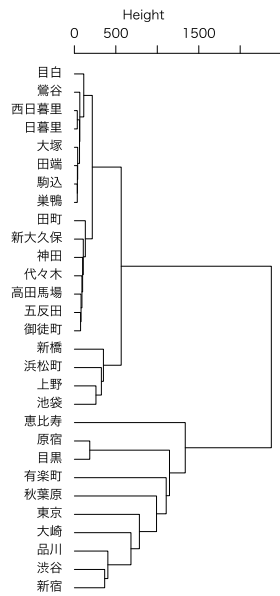 Height
0 500 1500
目白
鶯谷
西日暮里
日暮里
大塚
田端
駒込
巣鴨
田町
新大久保
神田
代々木
高田馬場
五反田
御徒町
新橋
浜松町
上野
池袋
恵比寿
原宿
目黒
有楽町
秋葉原
東京
大崎
品川
渋谷
新宿